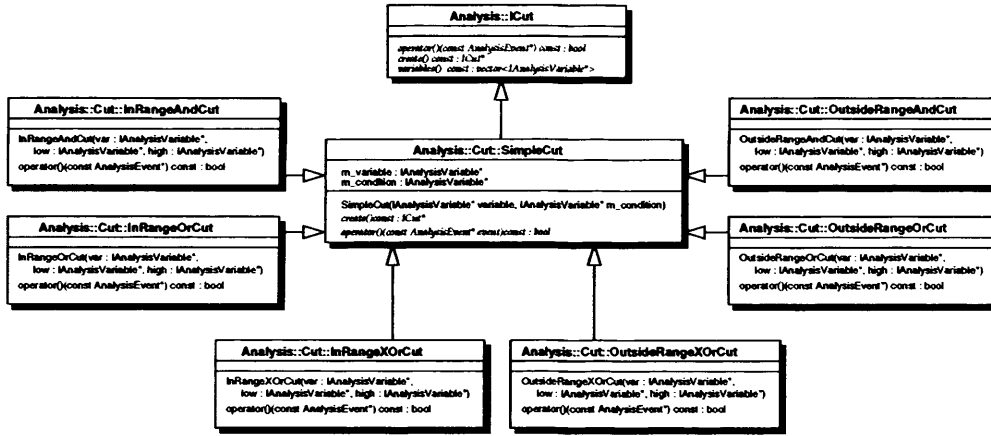 Analysis::ICut
operator()(const AnalysisEvent*) const : bool
create() const : ICut*
variables() const : vector<IAnalysisVariable*>
Analysis::Cut::InRangeAndCut
InRangeAndCut(var : IAnalysisVariable*,
low : IAnalysisVariable*, high : IAnalysisVariable*)
operator()(const AnalysisEvent*) const : bool
Analysis::Cut::OutsideRangeAndCut
OutsideRangeAndCut(var : IAnalysisVariable*,
low : IAnalysisVariable*, high : IAnalysisVariable*)
operator()(const AnalysisEvent*) const : bool
Analysis::Cut::SimpleCut
m_variable : IAnalysisVariable*
m_condition : IAnalysisVariable*
SimpleCut(IAnalysisVariable* variable, IAnalysisVariable* m_condition)
create()const : ICut*
operator()(const AnalysisEvent* event)const : bool
Analysis::Cut::InRangeOrCut
InRangeOrCut(var : IAnalysisVariable*,
low : IAnalysisVariable*, high : IAnalysisVariable*)
operator()(const AnalysisEvent*) const : bool
Analysis::Cut::OutsideRangeOrCut
OutsideRangeOrCut(var : IAnalysisVariable*,
low : IAnalysisVariable*, high : IAnalysisVariable*)
operator()(const AnalysisEvent*) const : bool
Analysis::Cut::InRangeXOrCut
InRangeXOrCut(var : IAnalysisVariable*,
low : IAnalysisVariable*, high : IAnalysisVariable*)
operator()(const AnalysisEvent*) const : bool
Analysis::Cut::OutsideRangeXOrCut
OutsideRangeXOrCut(var : IAnalysisVariable*,
low : IAnalysisVariable*, high : IAnalysisVariable*)
operator()(const AnalysisEvent*) const : bool